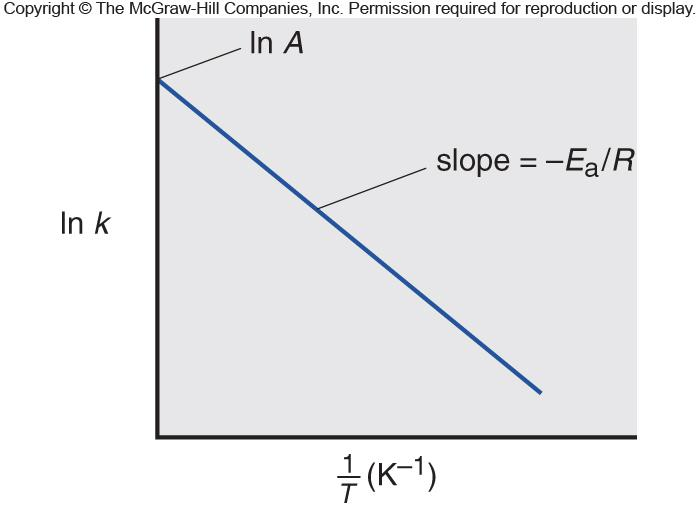 Copyright © The McGraw-Hill Companies, Inc. Permission required for reproduction or display.
ln A
slope = –Eₐ/R
ln k
1/T (K⁻¹)